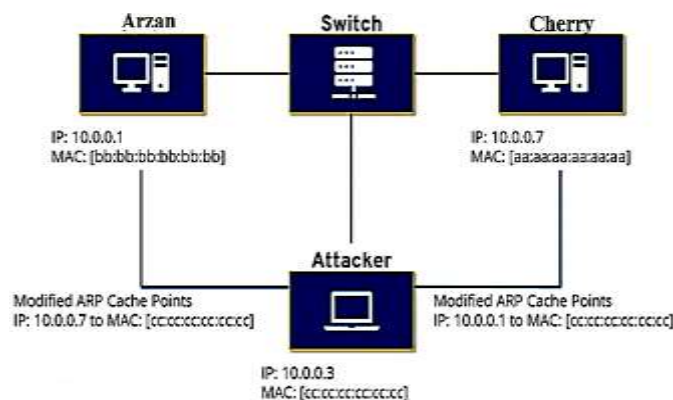 Arzan
Switch
Cherry
IP: 10.0.0.1
MAC: [bb:bb:bb:bb:bb:bb]
IP: 10.0.0.7
MAC: [aa:aa:aa:aa:aa:aa]
Attacker
Modified ARP Cache Points
IP: 10.0.0.7 to MAC: [cc:cc:cc:cc:cc:cc]
Modified ARP Cache Points
IP: 10.0.0.1 to MAC: [cc:cc:cc:cc:cc:cc]
IP: 10.0.0.3
MAC: [cc:cc:cc:cc:cc:cc]